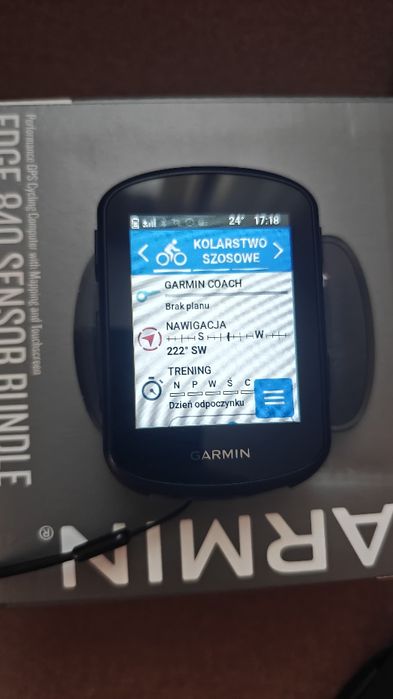 24° 17:18
KOLARSTWO
SZOSOWE
GARMIN COACH
Brak planu
NAWIGACJA
S W
222° SW
TRENING
N P W Ś C
Dzień odpoczynku
GARMIN
EDGE 840 SENSOR BUNDLE
Performance GPS Cycling Computer with Mapping and Touchscreen
ARMIN®